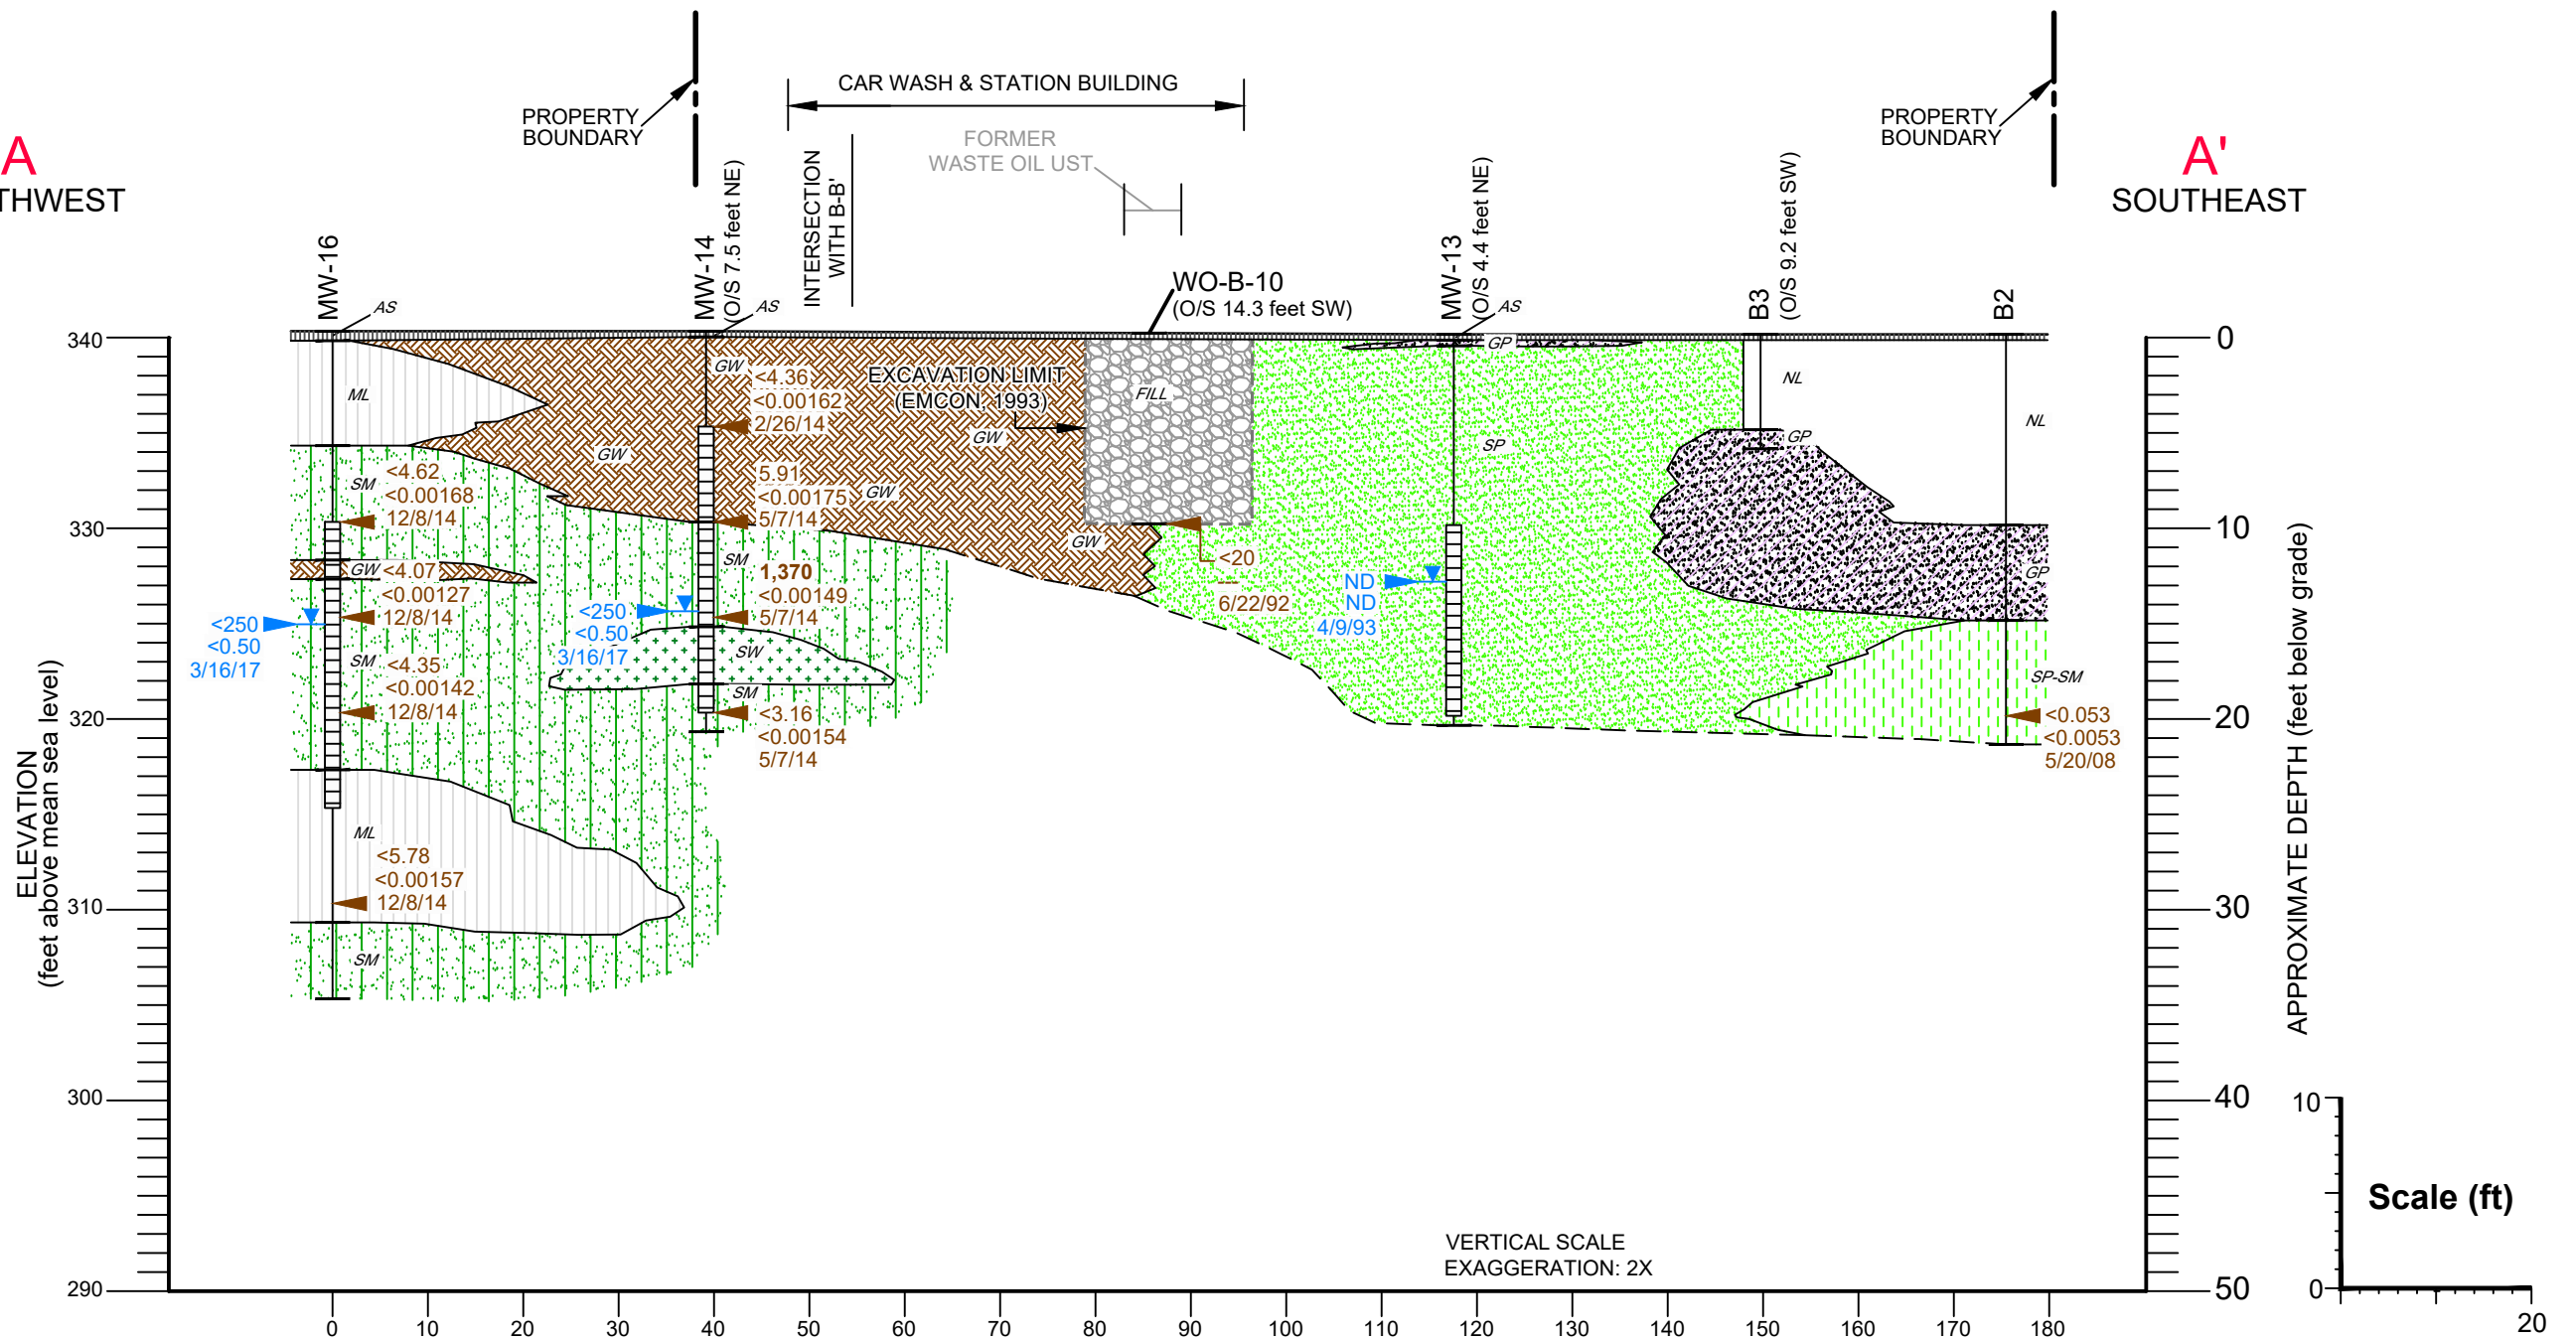 A
THWEST
PROPERTY
BOUNDARY
CAR WASH & STATION BUILDING
FORMER
WASTE OIL UST
INTERSECTION
WITH B-B'
PROPERTY
BOUNDARY
A'
SOUTHEAST
MW-16
AS
MW-14
(O/S 7.5 feet NE)
AS
WO-B-10
(O/S 14.3 feet SW)
MW-13
(O/S 4.4 feet NE)
AS
B3
(O/S 9.2 feet SW)
B2
ELEVATION
(feet above mean sea level)
340
330
320
310
300
290
ML
SM
<4.62
<0.00168
12/8/14
GW
<4.07
<0.00127
12/8/14
<250
<0.50
3/16/17
SM
<4.35
<0.00142
12/8/14
ML
<5.78
<0.00157
12/8/14
SM
GW
<4.36
<0.00162
2/26/14
GW
5.91
<0.00175
5/7/14
GW
SM
1,370
<0.00149
5/7/14
<250
<0.50
3/16/17
SW
SM
<3.16
<0.00154
5/7/14
EXCAVATION LIMIT
(EMCON, 1993)
GW
GW
FILL
<20
---
6/22/92
GP
SP
ND
ND
4/9/93
NL
GP
NL
GP
SP-SM
<0.053
<0.0053
5/20/08
0
10
20
30
40
50
APPROXIMATE DEPTH (feet below grade)
VERTICAL SCALE
EXAGGERATION: 2X
0 10 20 30 40 50 60 70 80 90 100 110 120 130 140 150 160 170 180
10
Scale (ft)
0
20